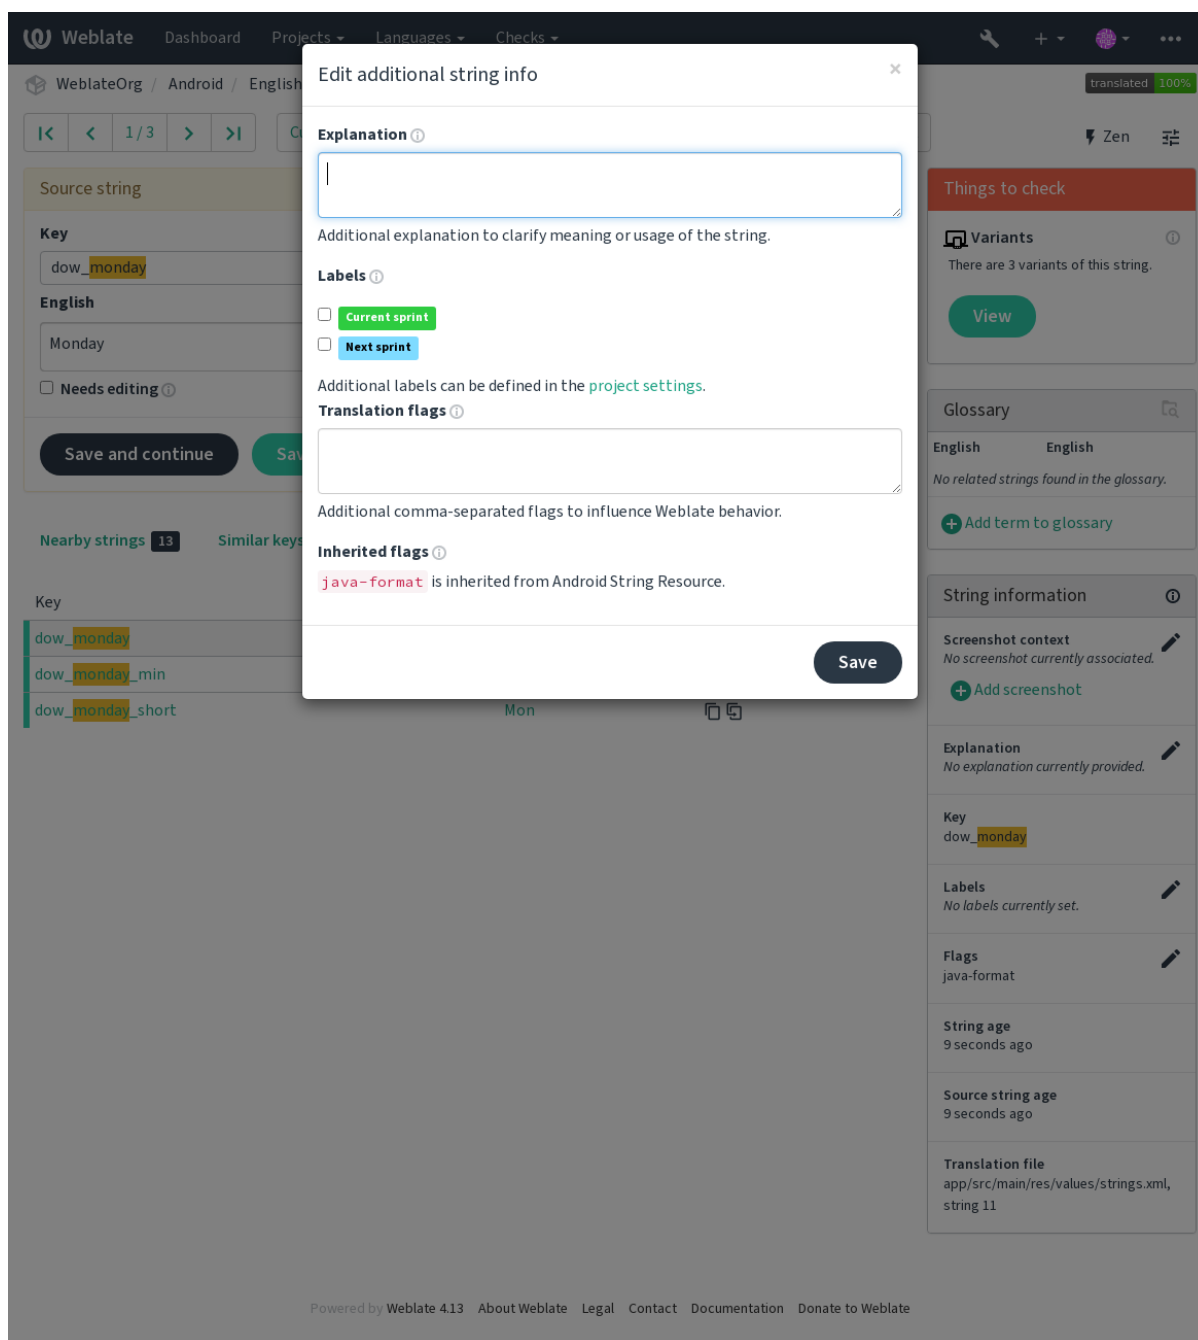 Weblate Dashboard Projects Languages Checks
WeblateOrg / Android / English
translated 100%
1 / 3
Zen
Edit additional string info
×
Explanation
Additional explanation to clarify meaning or usage of the string.
Labels
Current sprint
Next sprint
Additional labels can be defined in the project settings.
Translation flags
Additional comma-separated flags to influence Weblate behavior.
Inherited flags
java-format is inherited from Android String Resource.
Save
Source string
Key
dow_monday
English
Monday
Needs editing
Save and continue
Nearby strings 13 Similar keys
Key
dow_monday
dow_monday_min
dow_monday_short Mon
Things to check
Variants
There are 3 variants of this string.
View
Glossary
English English
No related strings found in the glossary.
Add term to glossary
String information
Screenshot context
No screenshot currently associated.
Add screenshot
Explanation
No explanation currently provided.
Key
dow_monday
Labels
No labels currently set.
Flags
java-format
String age
9 seconds ago
Source string age
9 seconds ago
Translation file
app/src/main/res/values/strings.xml,
string 11
Powered by Weblate 4.13 About Weblate Legal Contact Documentation Donate to Weblate